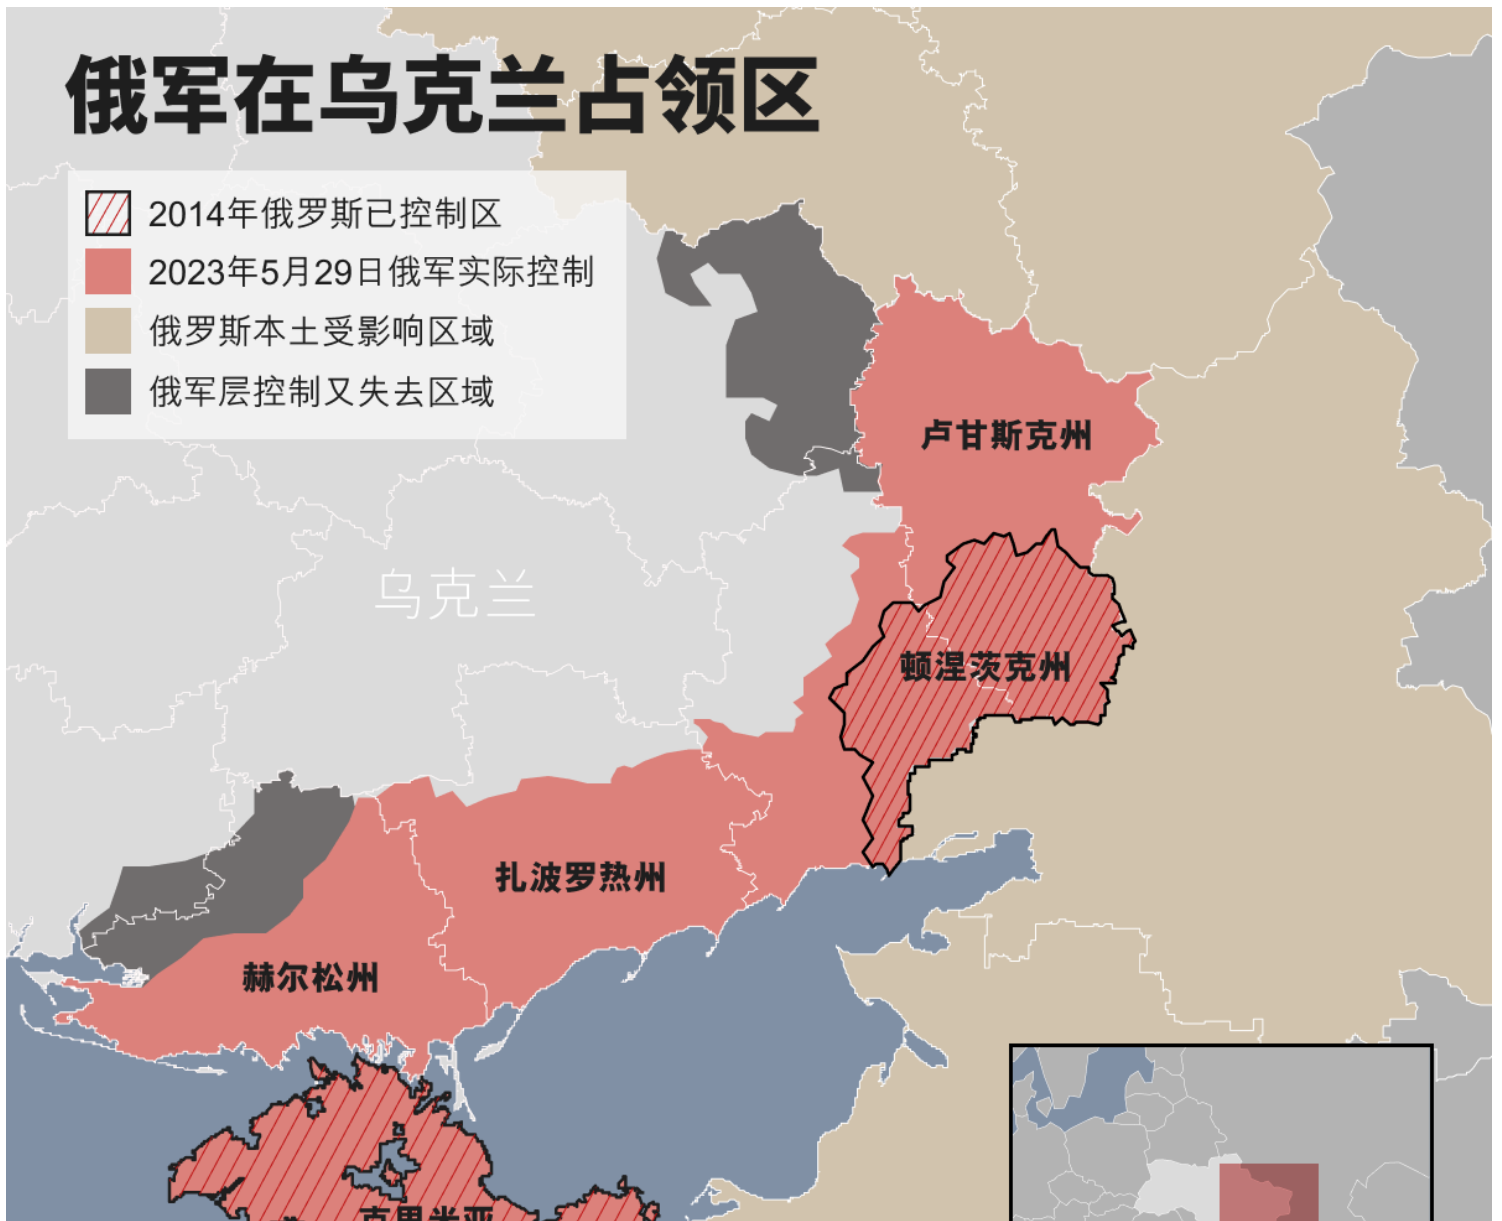 俄军在乌克兰占领区
2014年俄罗斯已控制区
2023年5月29日俄军实际控制
俄罗斯本土受影响区域
俄军层控制又失去区域
卢甘斯克州
乌克兰
顿涅茨克州
扎波罗热州
赫尔松州
克里米亚